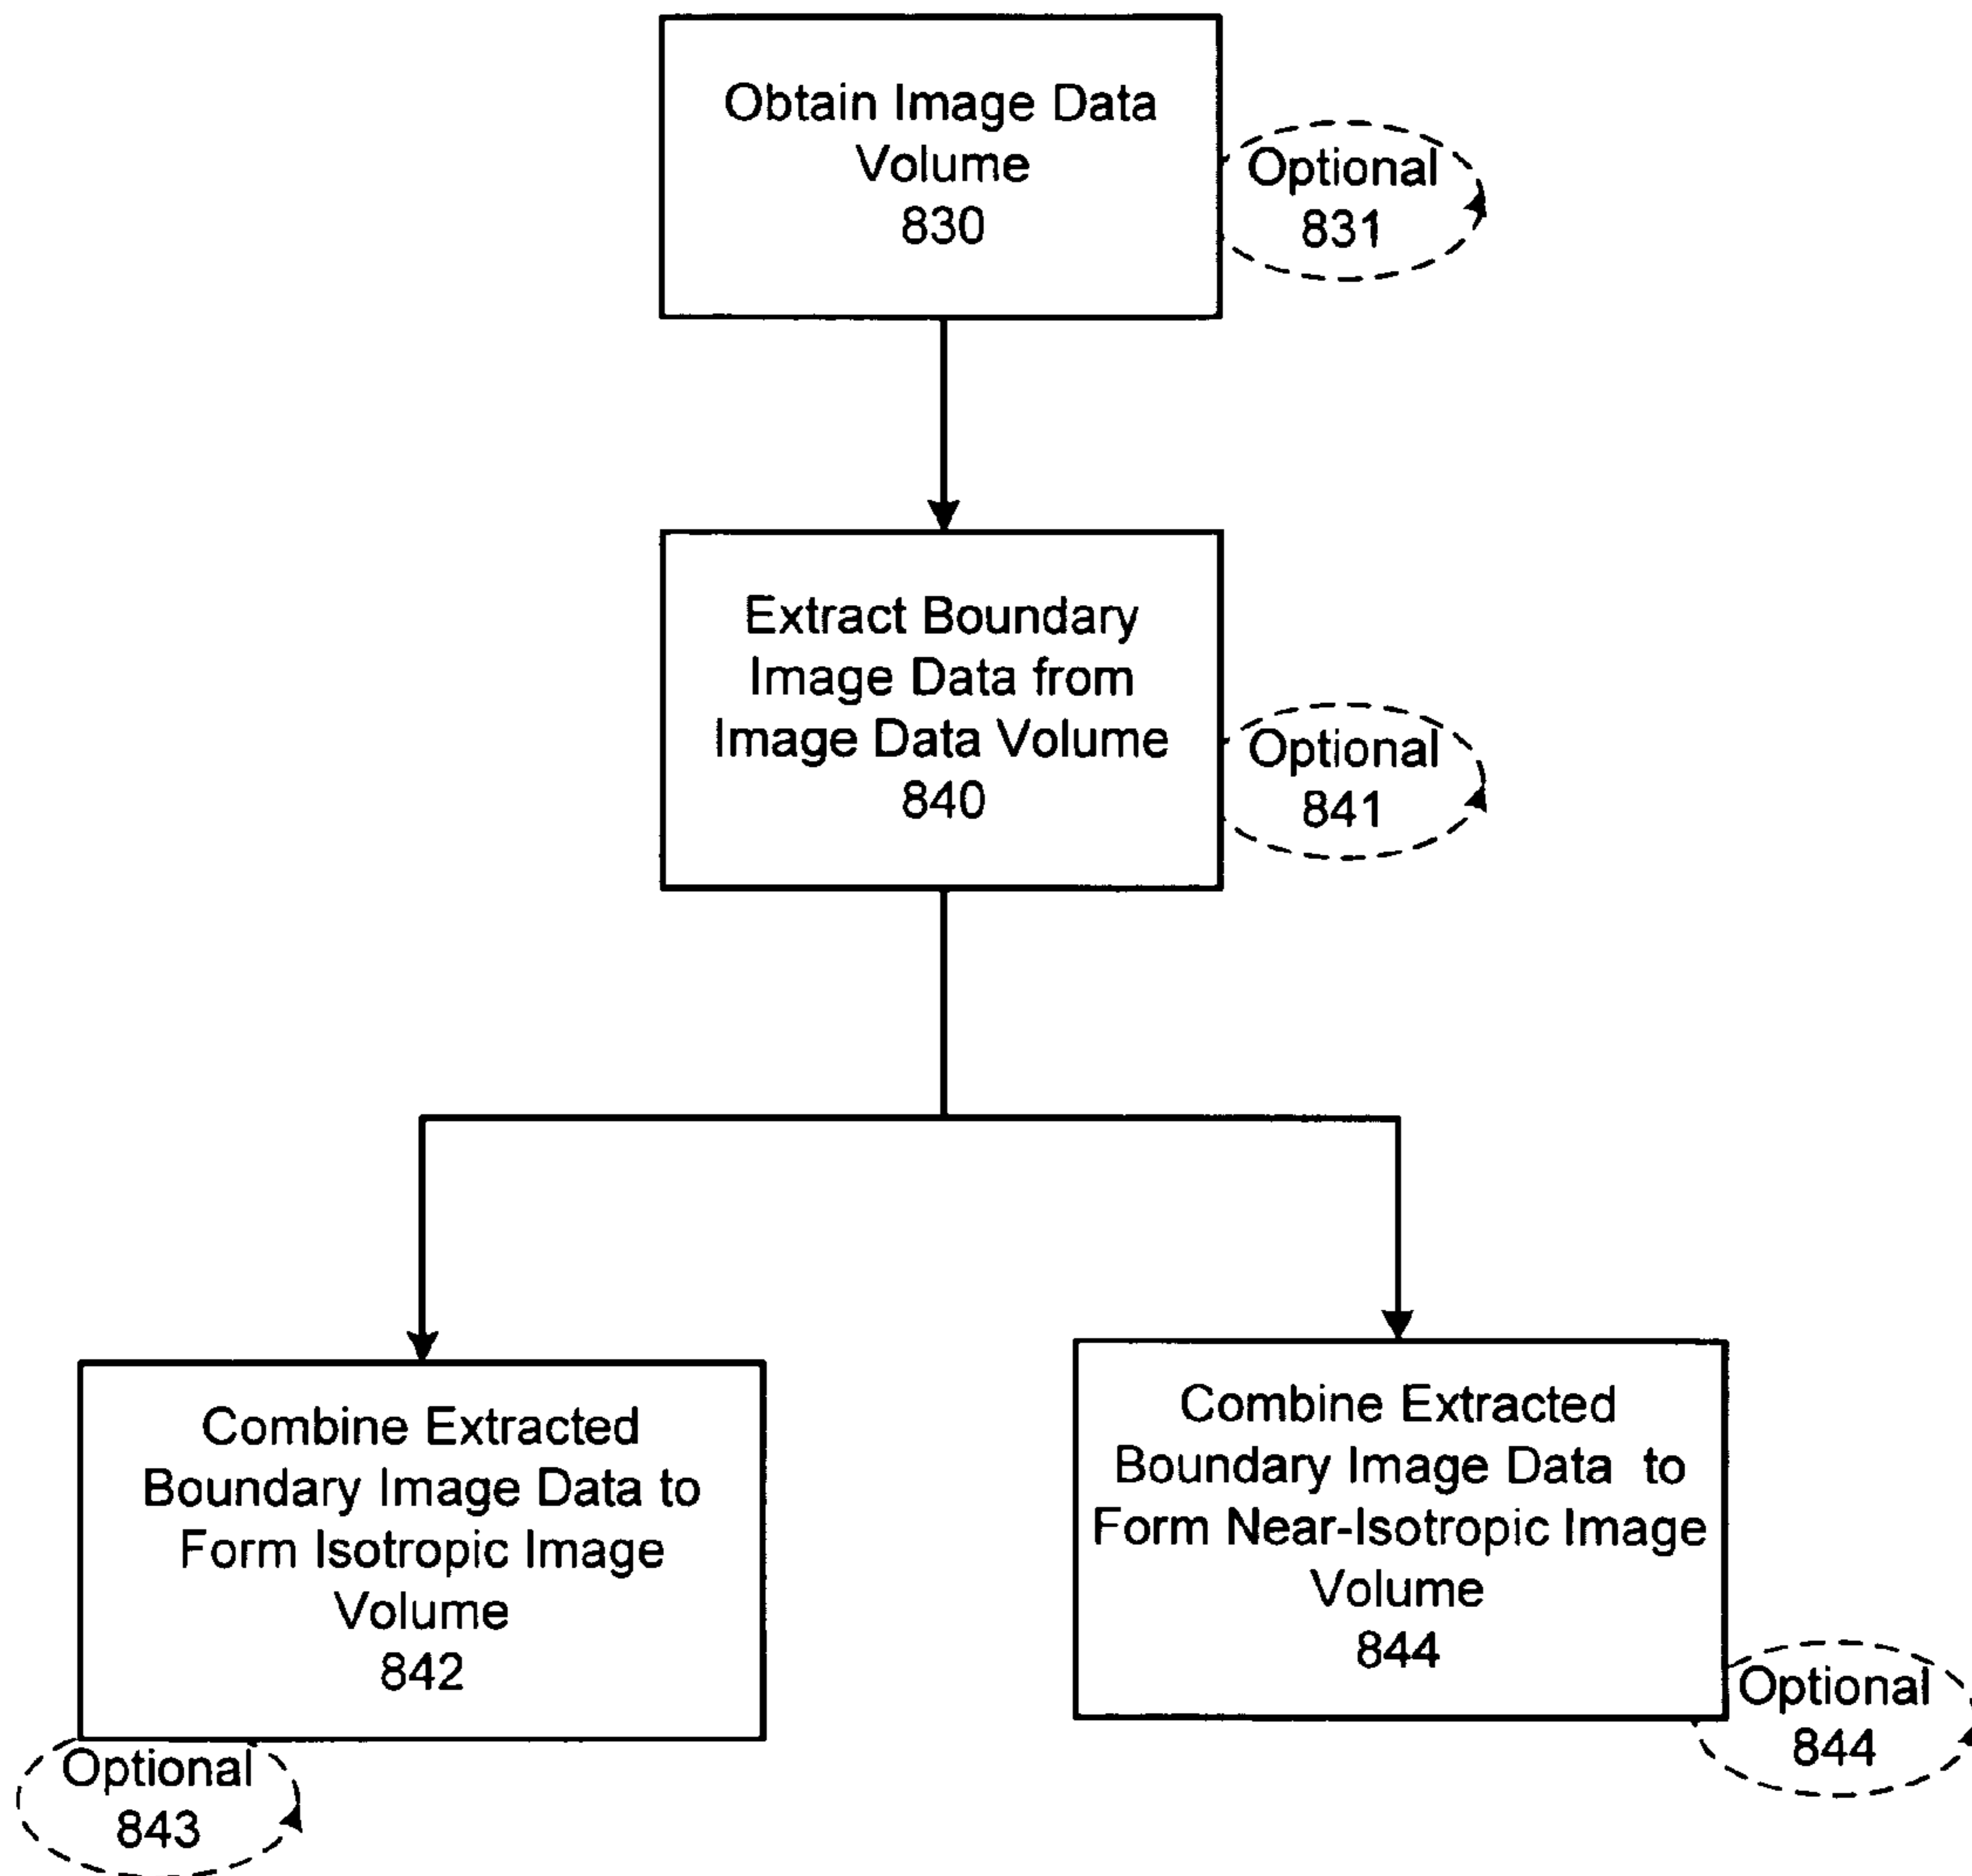 Obtain Image Data
Volume
830
Optional
831
Extract Boundary
Image Data from
Image Data Volume
840
Optional
841
Combine Extracted
Boundary Image Data to
Form Isotropic Image
Volume
842
Optional
843
Combine Extracted
Boundary Image Data to
Form Near-Isotropic Image
Volume
844
Optional
844